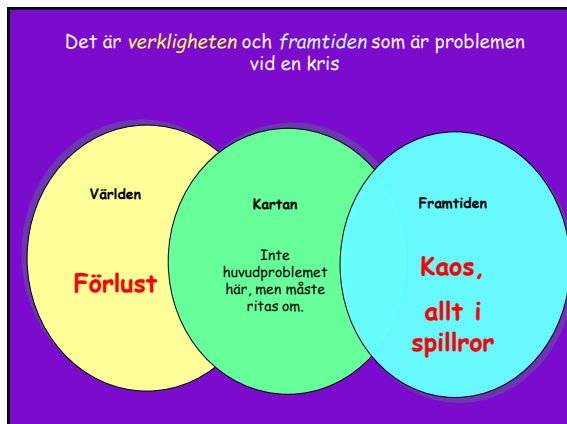 Det är verkligheten och framtiden som är problemen
vid en kris
Världen
Förlust
Kartan
Inte
huvudproblemet
här, men måste
ritas om.
Framtiden
Kaos,
allt i
spillror